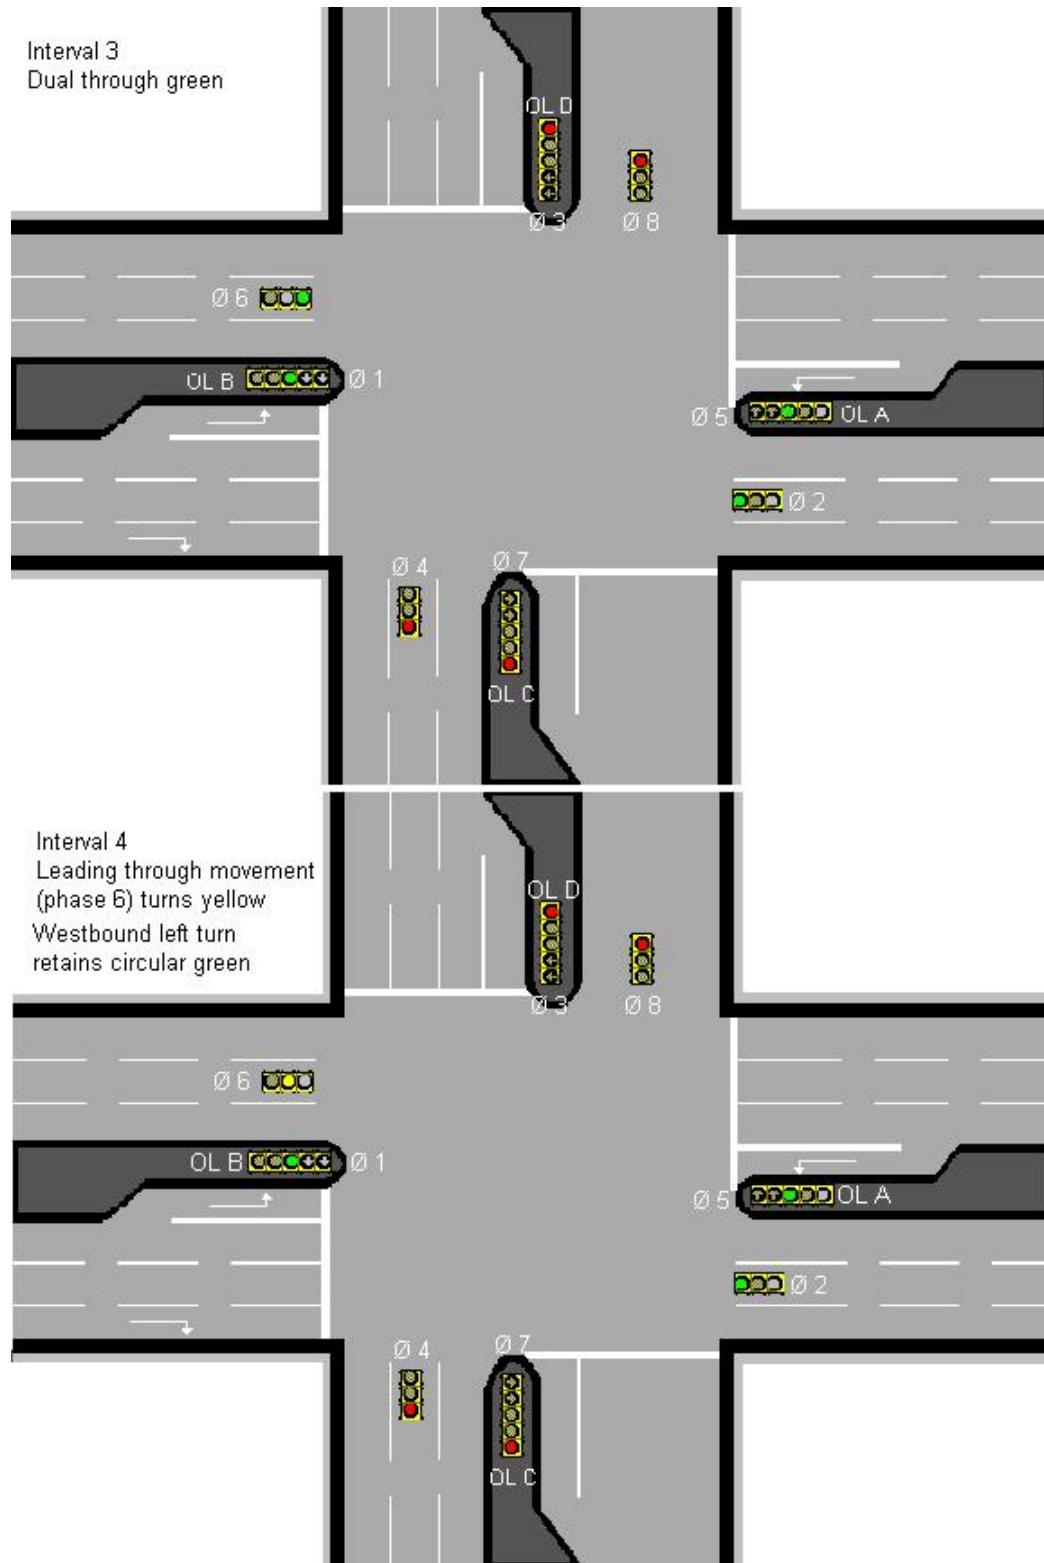 Interval 3
Dual through green
OL D
Ø 3
Ø 8
Ø 6
OL B
Ø 1
Ø 5
OL A
Ø 2
Ø 4
Ø 7
OL C
Interval 4
Leading through movement
(phase 6) turns yellow
Westbound left turn
retains circular green
OL D
Ø 3
Ø 8
Ø 6
OL B
Ø 1
Ø 5
OL A
Ø 2
Ø 4
Ø 7
OL C